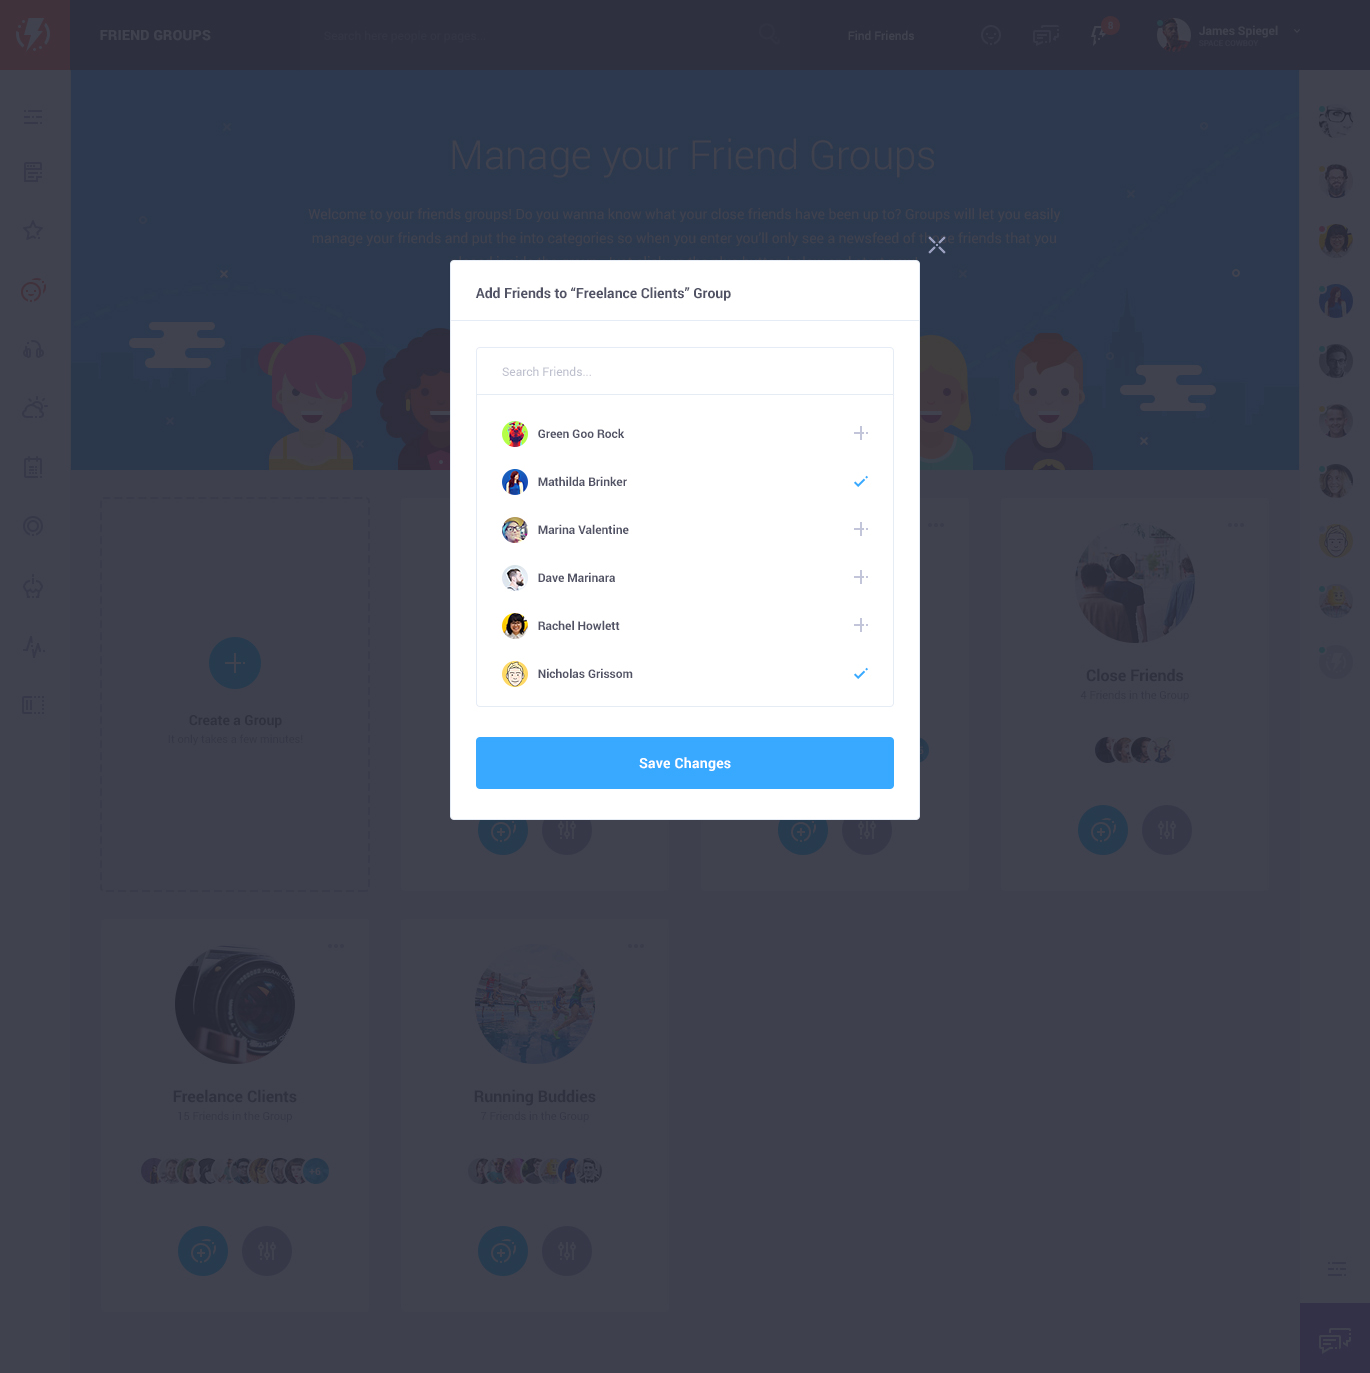 FRIEND GROUPS
Search here people or pages...
Find Friends
James Spiegel
SPACE COWBOY
Manage your Friend Groups
Welcome to your friends groups! Do you wanna know what your close friends have been up to? Groups will let you easily
manage your friends and put the into categories so when you enter you'll only see a newsfeed of those friends that you
Add Friends to “Freelance Clients” Group
Search Friends...
Green Goo Rock
Mathilda Brinker
Marina Valentine
Dave Marinara
Rachel Howlett
Nicholas Grissom
Save Changes
Create a Group
It only takes a few minutes!
Close Friends
4 Friends in the Group
Freelance Clients
15 Friends in the Group
+6
Running Buddies
7 Friends in the Group